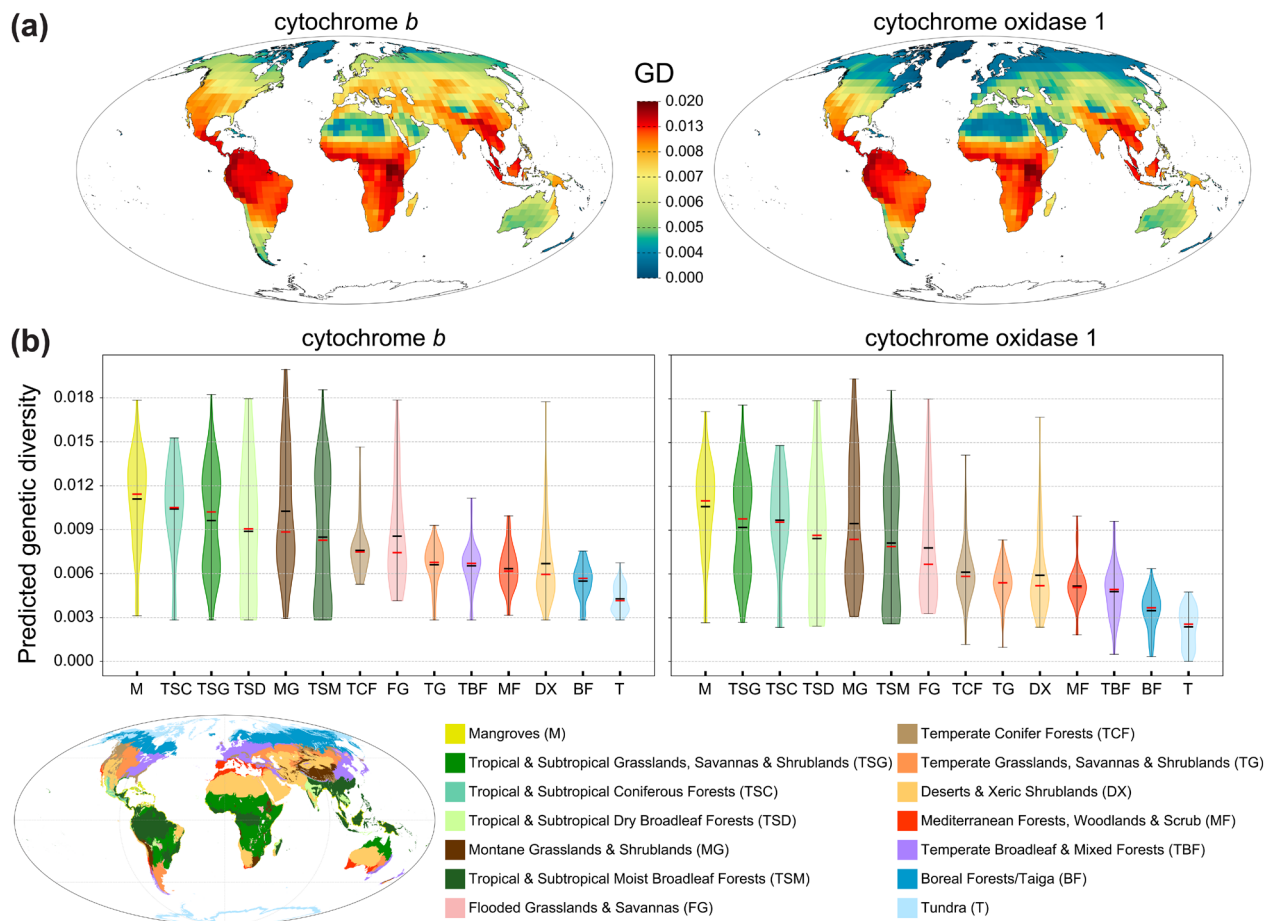 (a)
cytochrome b
cytochrome oxidase 1
GD
0.020
0.013
0.008
0.007
0.006
0.004
0.000
(b)
cytochrome b
cytochrome oxidase 1
Predicted genetic diversity
0.018
0.015
0.012
0.009
0.006
0.003
0.000
M TSC TSG TSD MG TSM TCF FG TG TBF MF DX BF T
M TSG TSC TSD MG TSM FG TCF TG DX MF TBF BF T
Mangroves (M)
Tropical & Subtropical Grasslands, Savannas & Shrublands (TSG)
Tropical & Subtropical Coniferous Forests (TSC)
Tropical & Subtropical Dry Broadleaf Forests (TSD)
Montane Grasslands & Shrublands (MG)
Tropical & Subtropical Moist Broadleaf Forests (TSM)
Flooded Grasslands & Savannas (FG)
Temperate Conifer Forests (TCF)
Temperate Grasslands, Savannas & Shrublands (TG)
Deserts & Xeric Shrublands (DX)
Mediterranean Forests, Woodlands & Scrub (MF)
Temperate Broadleaf & Mixed Forests (TBF)
Boreal Forests/Taiga (BF)
Tundra (T)